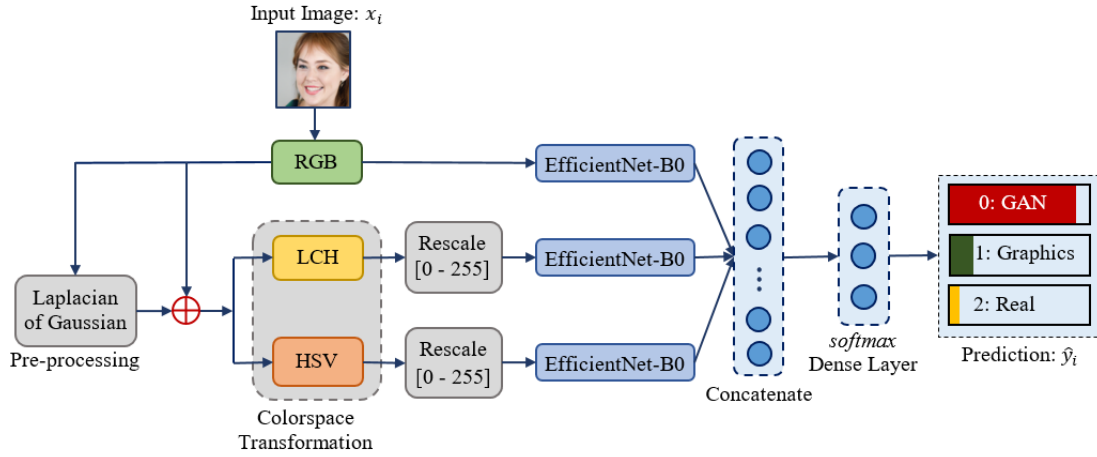 Input Image: xᵢ
RGB
EfficientNet-B0
LCH
Rescale
[0 - 255]
EfficientNet-B0
Laplacian
of Gaussian
Pre-processing
HSV
Rescale
[0 - 255]
EfficientNet-B0
Colorspace
Transformation
Concatenate
softmax
Dense Layer
0: GAN
1: Graphics
2: Real
Prediction: ŷᵢ